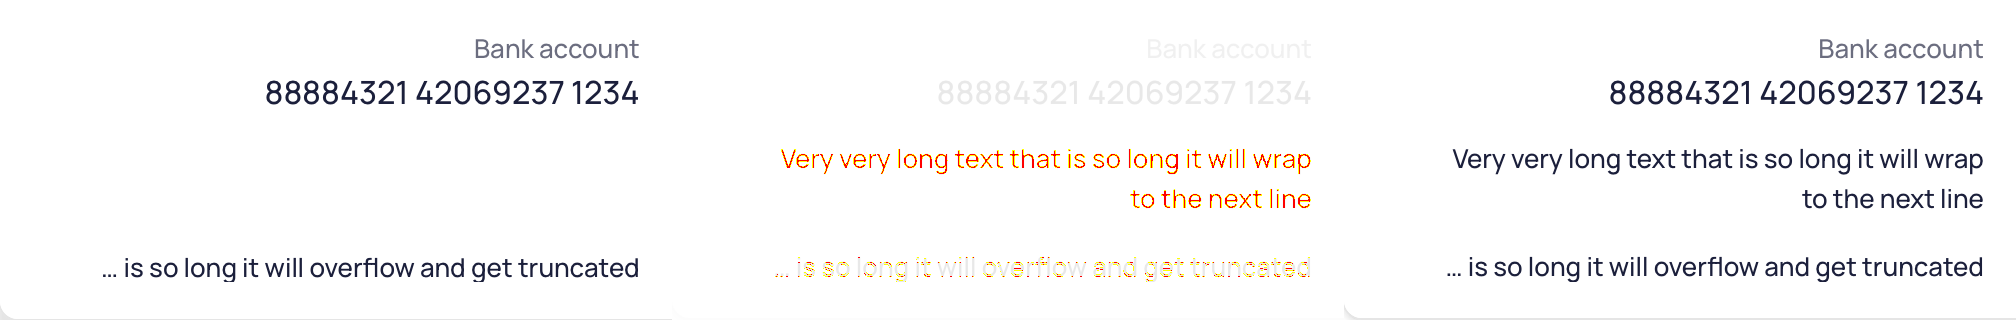 Bank account
88884321 42069237 1234
... is so long it will overflow and get truncated
Bank account
88884321 42069237 1234
Very very long text that is so long it will wrap
to the next line
... is so long it will overflow and get truncated
Bank account
88884321 42069237 1234
Very very long text that is so long it will wrap
to the next line
... is so long it will overflow and get truncated